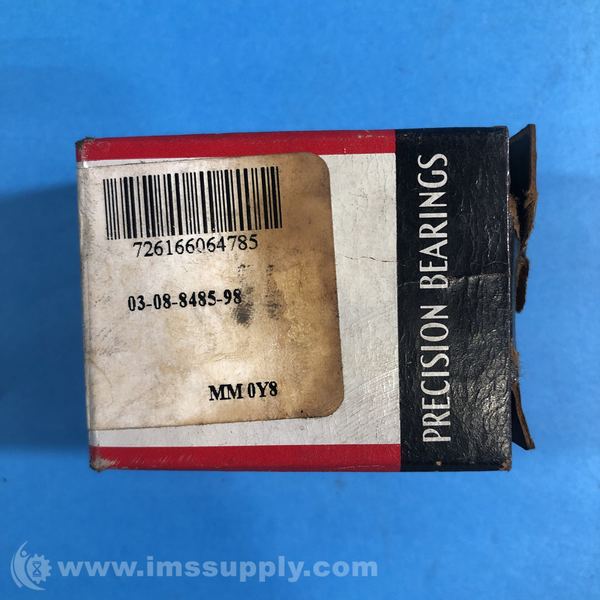 726166064785
03-08-8485-98
MM 0Y8
PRECISION BEARINGS
www.imssupply.com